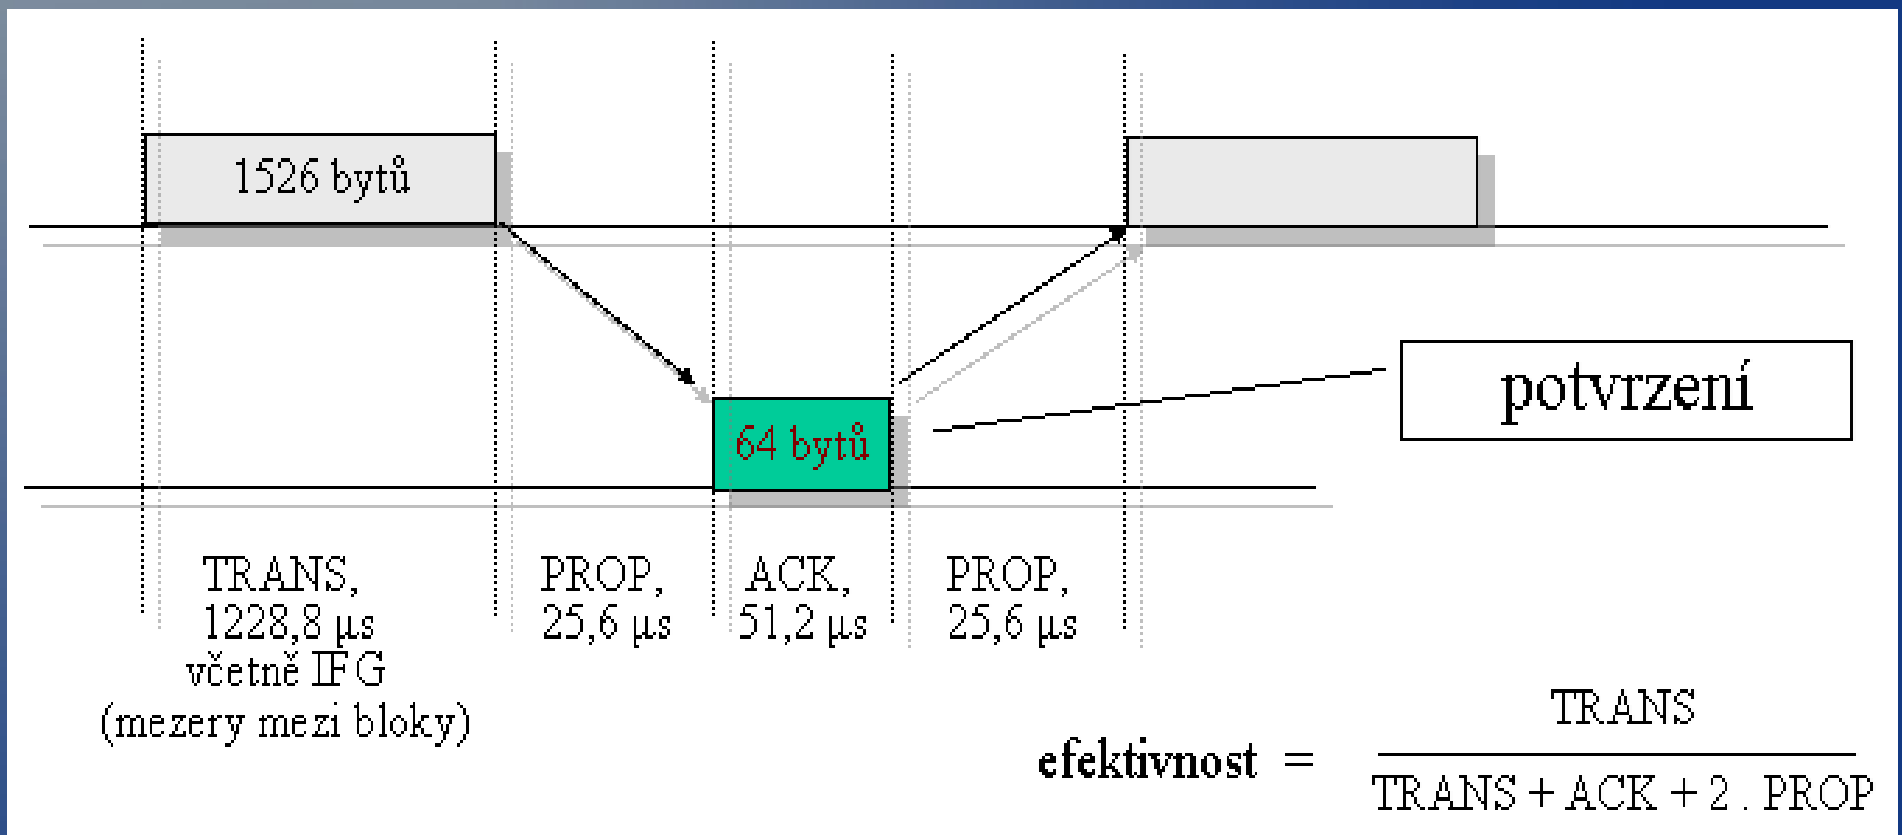 1526 bytů
potvrzení
64 bytů
TRANS,
1228,8 μs
včetně IFG
(mezery mezi bloky)
PROP,
25,6 μs
ACK,
51,2 μs
PROP,
25,6 μs
efektivnost =
TRANS
TRANS + ACK + 2 . PROP